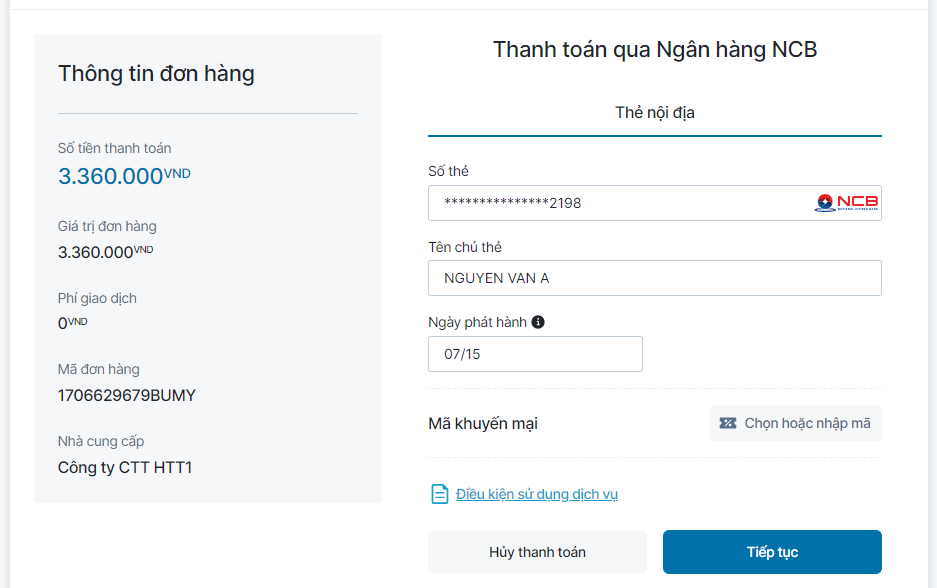 Thông tin đơn hàng
Số tiền thanh toán
3.360.000VND
Giá trị đơn hàng
3.360.000VND
Phí giao dịch
0VND
Mã đơn hàng
1706629679BUMY
Nhà cung cấp
Công ty CTT HTT1
Thanh toán qua Ngân hàng NCB
Thẻ nội địa
Số thẻ
***************2198
NCB
Tên chủ thẻ
NGUYEN VAN A
Ngày phát hành
07/15
Mã khuyến mại
Chọn hoặc nhập mã
Điều kiện sử dụng dịch vụ
Hủy thanh toán
Tiếp tục